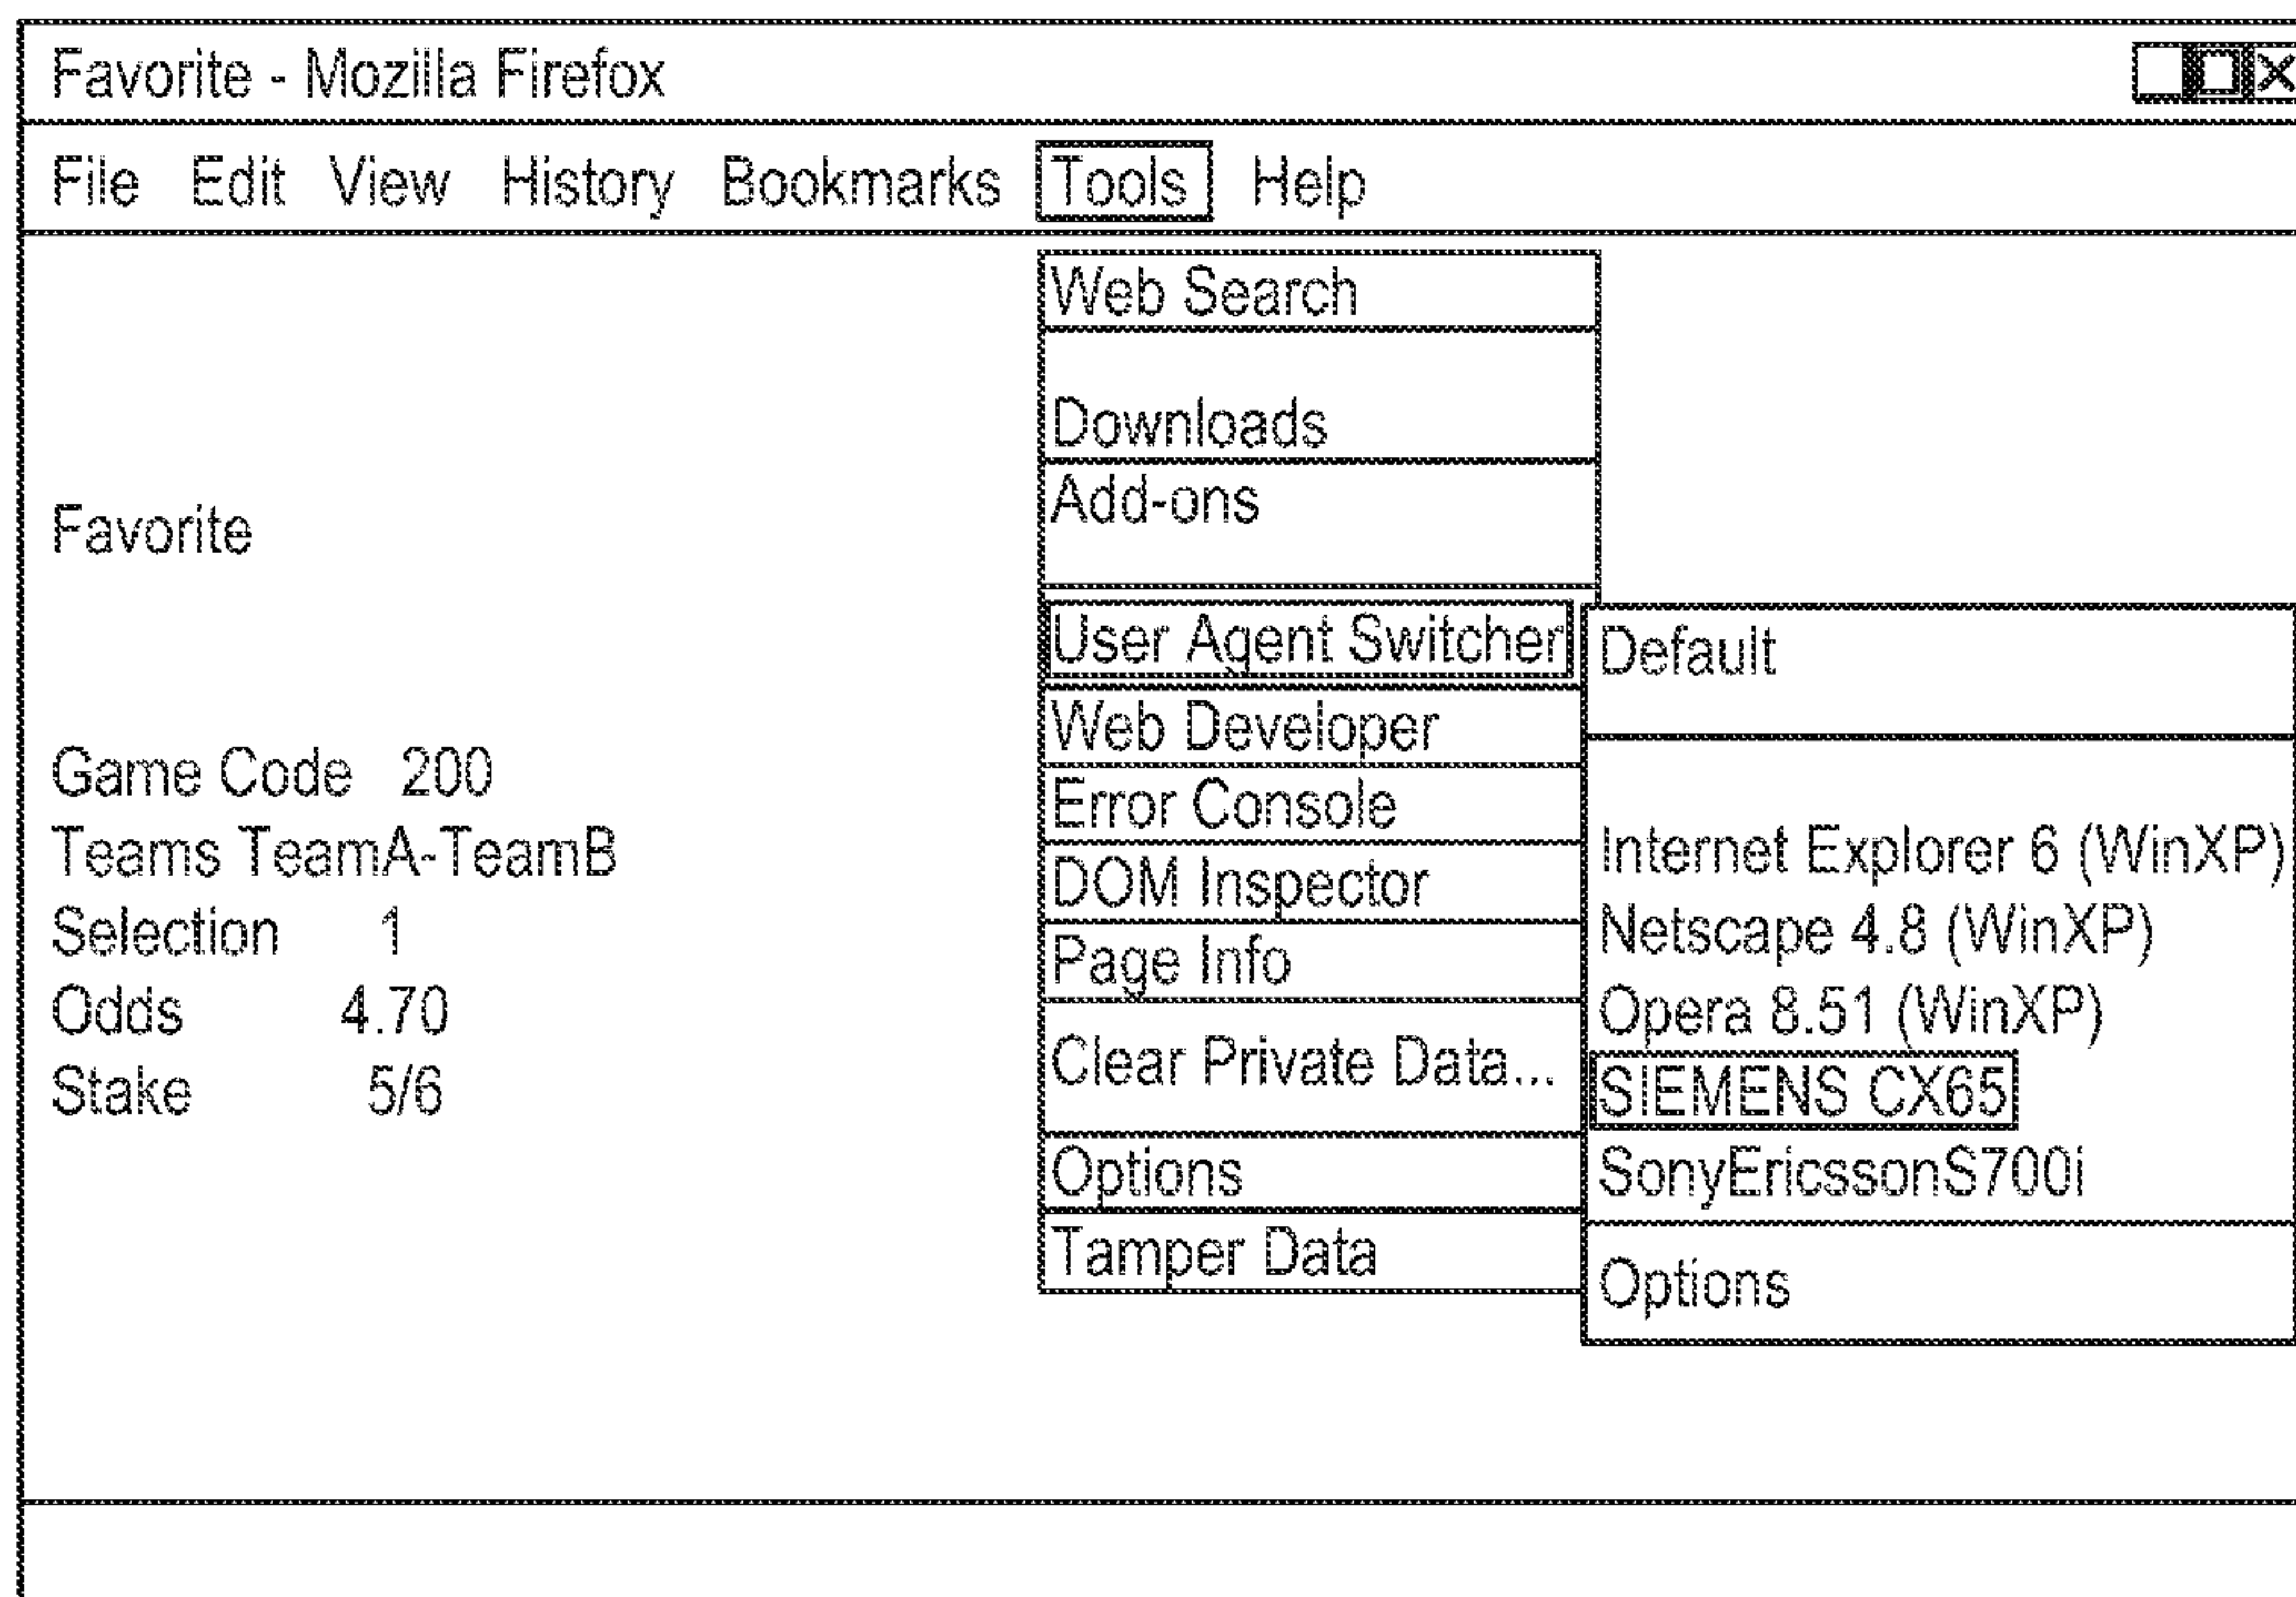 Favorite - Mozilla Firefox
File Edit View History Bookmarks Tools Help
Favorite
Game Code 200
Teams TeamA-TeamB
Selection 1
Odds 4.70
Stake 5/6
Web Search
Downloads
Add-ons
User Agent Switcher
Web Developer
Error Console
DOM Inspector
Page Info
Clear Private Data...
Options
Tamper Data
Default
Internet Explorer 6 (WinXP)
Netscape 4.8 (WinXP)
Opera 8.51 (WinXP)
SIEMENS CX65
SonyEricssonS700i
Options